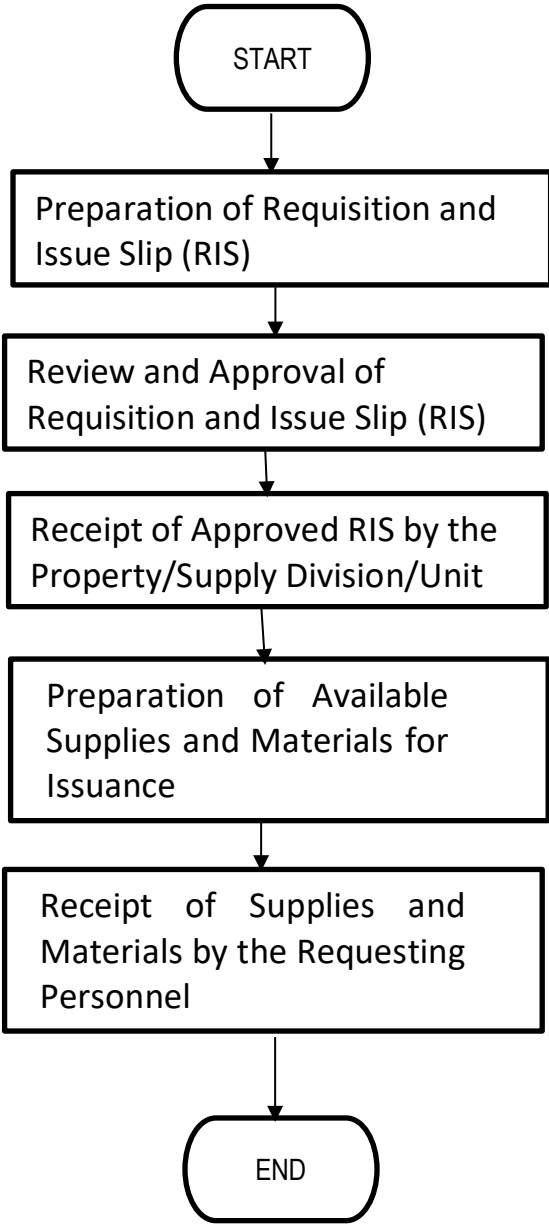 START
Preparation of Requisition and
Issue Slip (RIS)
Review and Approval of
Requisition and Issue Slip (RIS)
Receipt of Approved RIS by the
Property/Supply Division/Unit
Preparation of Available
Supplies and Materials for
Issuance
Receipt of Supplies and
Materials by the Requesting
Personnel
END